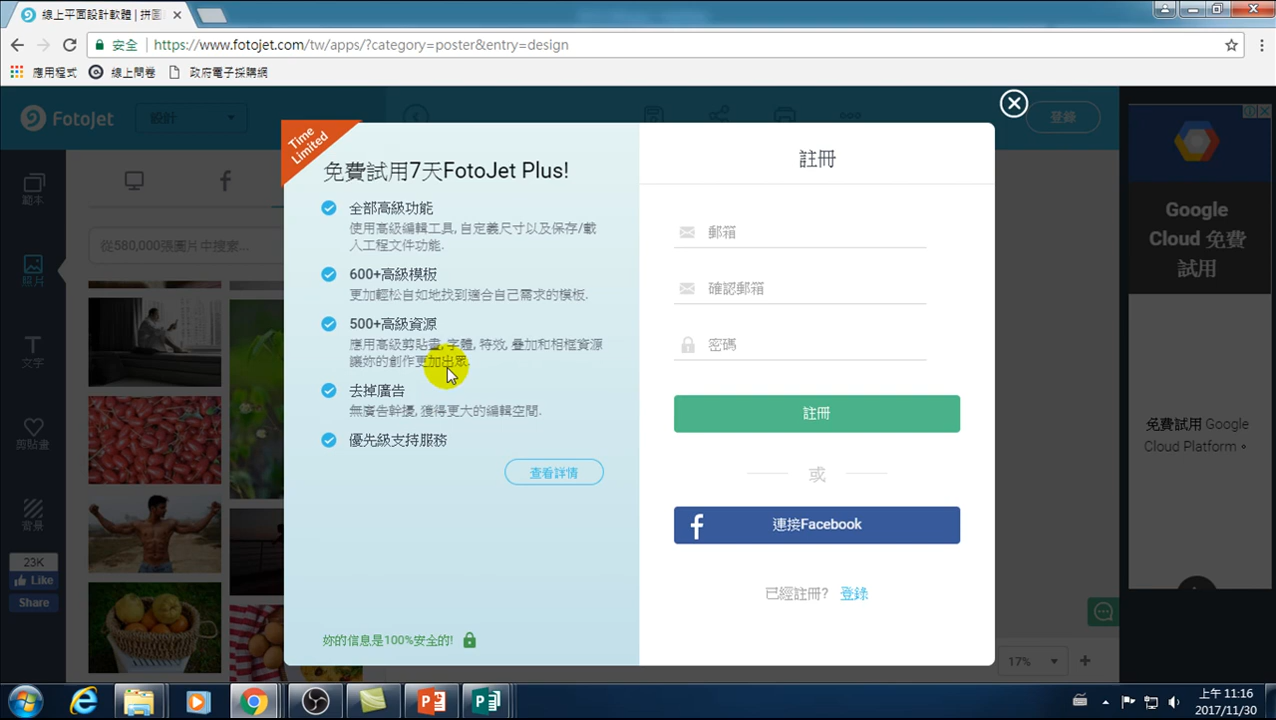 線上平面設計軟體 | 拼圖
安全
https://www.fotojet.com/tw/apps/?category=poster&entry=design
應用程式
線上問卷
政府電子採購網
FotoJet
設計
登錄
範本
照片
文字
剪貼畫
背景
23K
Like
Share
從580,000張圖片中搜索...
Time
Limited
免費試用7天FotoJet Plus!
全部高級功能
使用高級編輯工具, 自定義尺寸以及保存/載
入工程文件功能.
600+高級模板
更加輕松自如地找到適合自己需求的模板.
500+高級資源
應用高級剪貼畫, 字體, 特效, 疊加和相框資源
讓妳的創作更加出眾.
去掉廣告
無廣告幹擾, 獲得更大的編輯空間.
優先級支持服務
查看詳情
妳的信息是100%安全的!
註冊
郵箱
確認郵箱
密碼
註冊
或
連接Facebook
已經註冊? 登錄
Google
Cloud 免費
試用
免費試用 Google
Cloud Platform。
17%
上午 11:16
2017/11/30